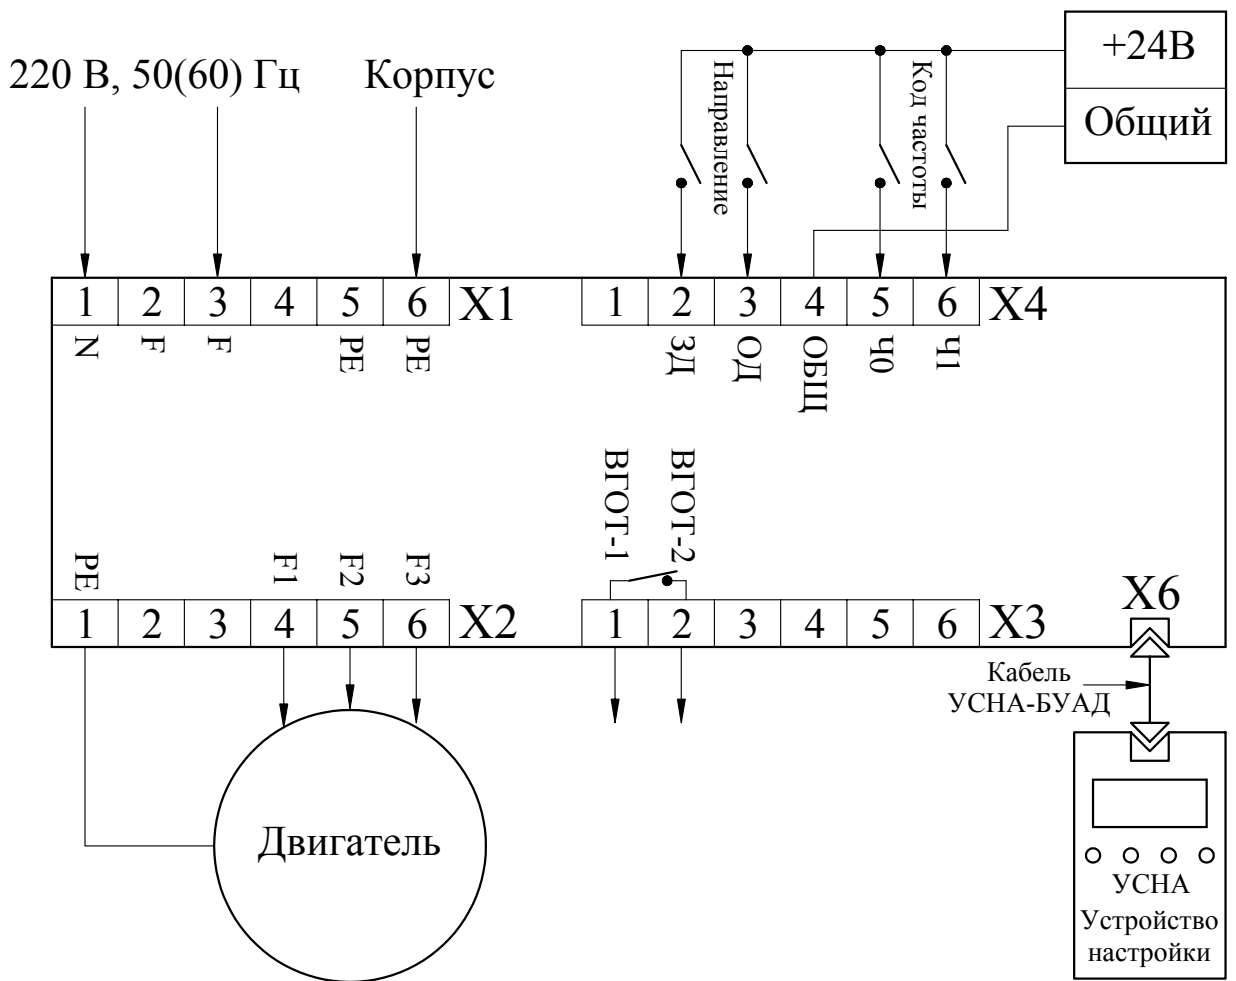 220 В, 50(60) Гц
Корпус
Направление
Код частоты
+24В
Общий
1 2 3 4 5 6 X1
N F F PE PE
1 2 3 4 5 6 X4
ЗД ОД ОБЩ Ч0 Ч1
ВГОТ-1 ВГОТ-2
PE F1 F2 F3
1 2 3 4 5 6 X2
1 2 3 4 5 6 X3
X6
Кабель
УСНА-БУАД
Двигатель
УСНА
Устройство
настройки